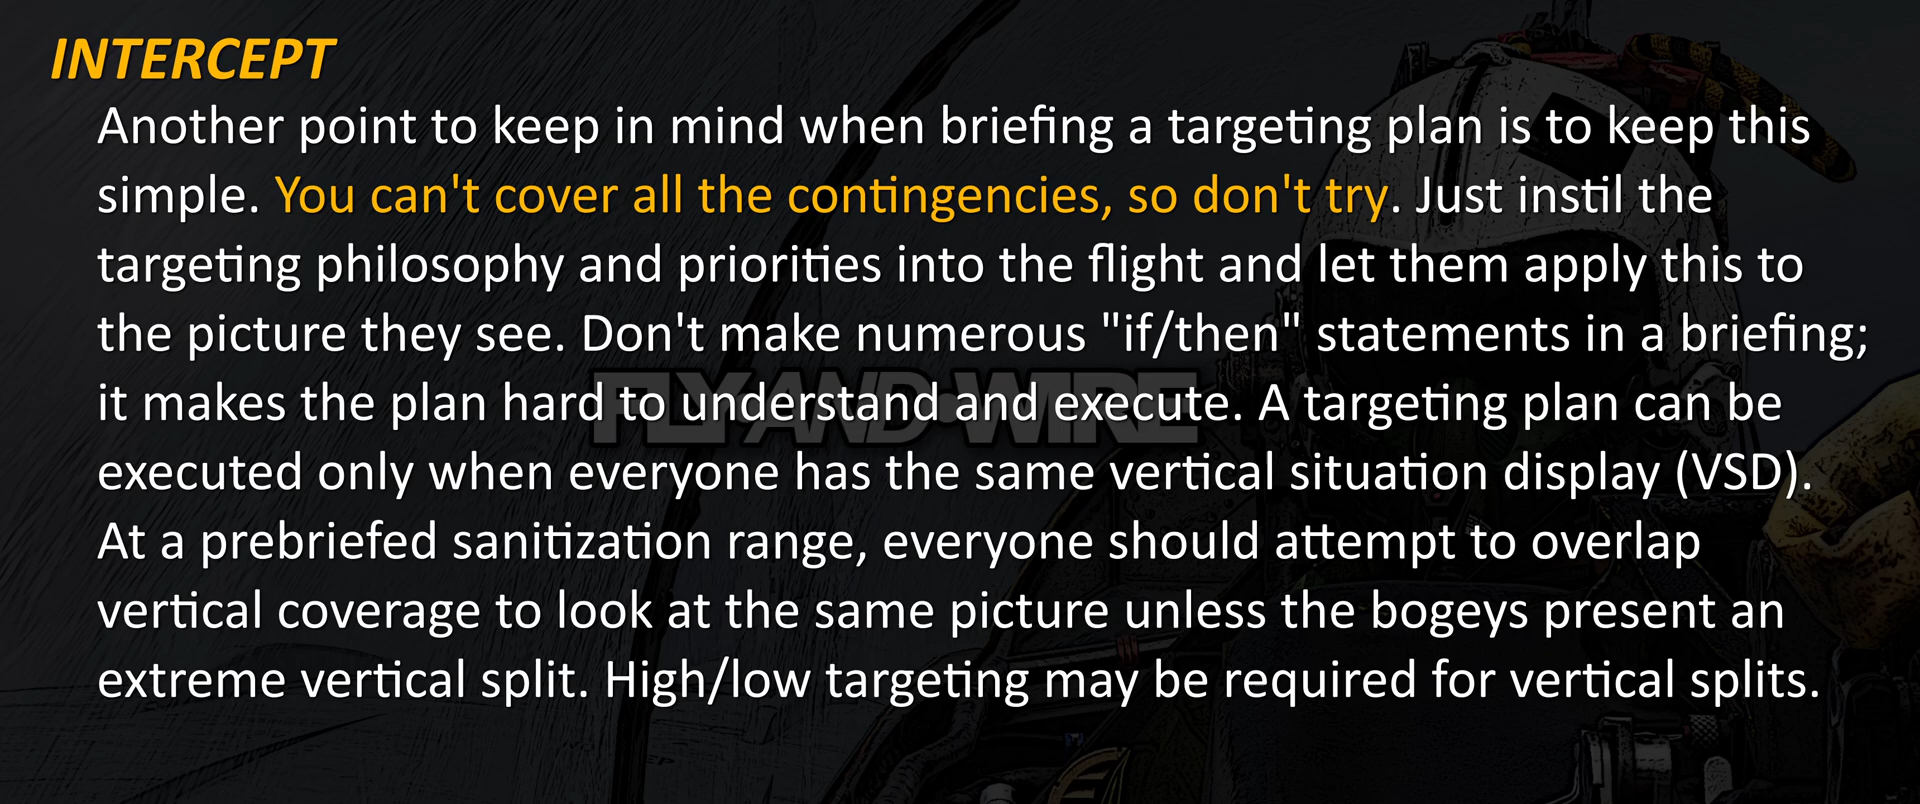 INTERCEPT
Another point to keep in mind when briefing a targeting plan is to keep this
simple. You can't cover all the contingencies, so don't try. Just instil the
targeting philosophy and priorities into the flight and let them apply this to
the picture they see. Don't make numerous "if/then" statements in a briefing;
it makes the plan hard to understand and execute. A targeting plan can be
FLY•AND•WIRE
executed only when everyone has the same vertical situation display (VSD).
At a prebriefed sanitization range, everyone should attempt to overlap
vertical coverage to look at the same picture unless the bogeys present an
extreme vertical split. High/low targeting may be required for vertical splits.